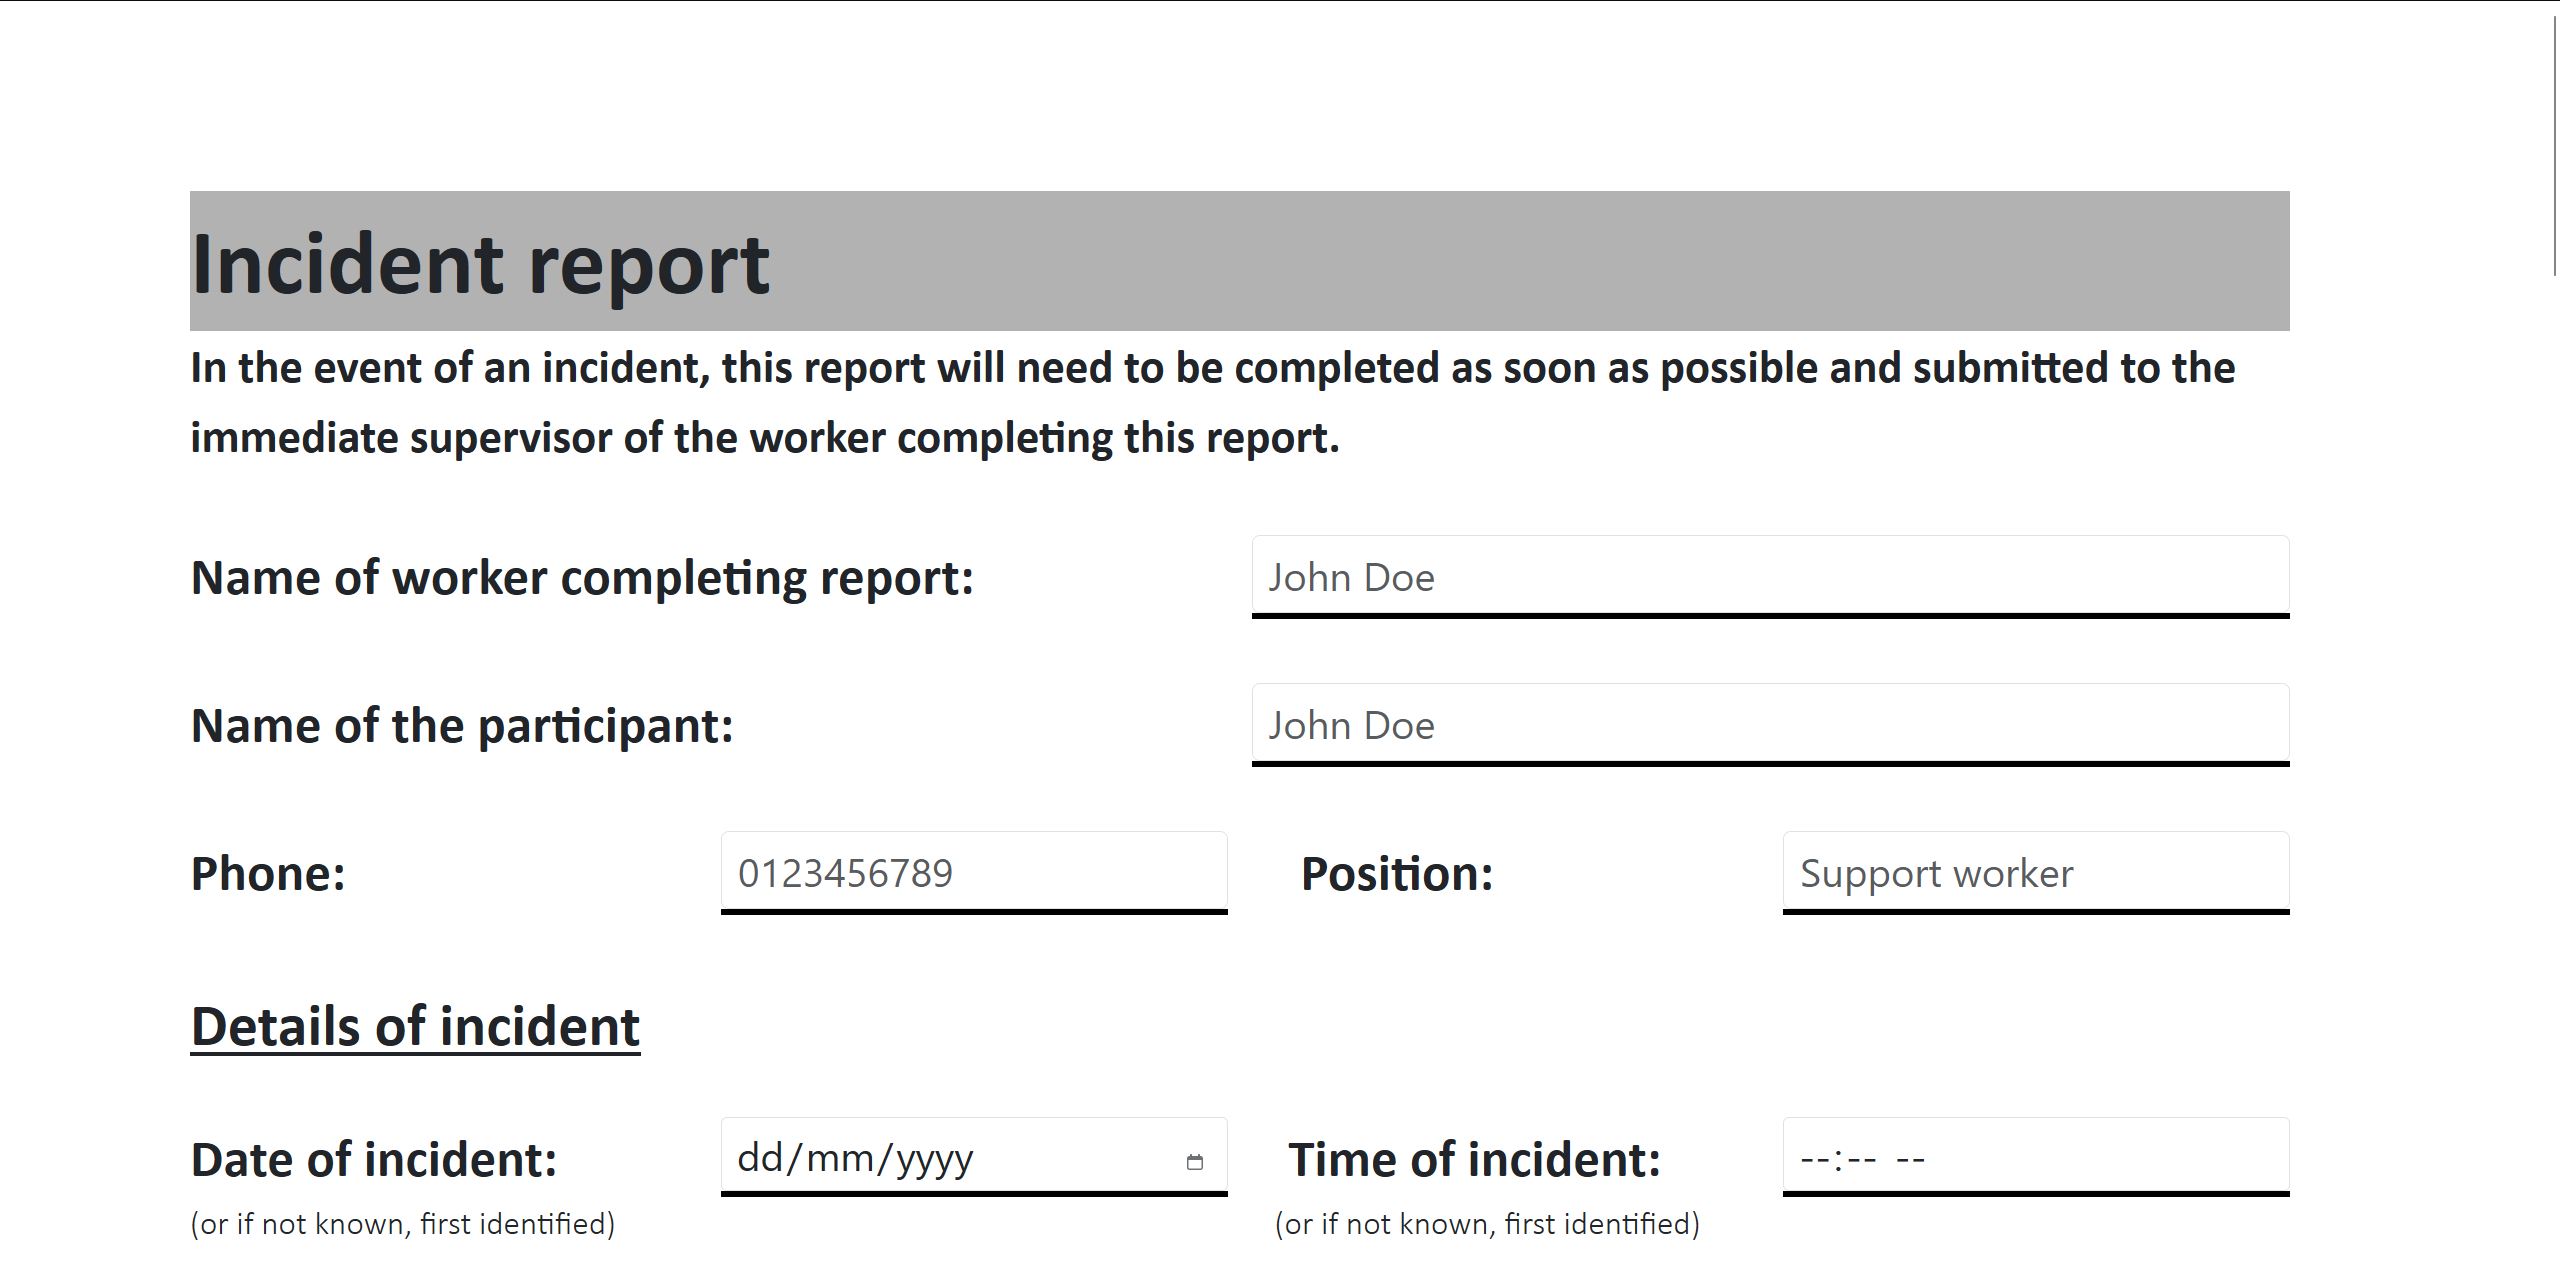 Incident report
In the event of an incident, this report will need to be completed as soon as possible and submitted to the
immediate supervisor of the worker completing this report.
Name of worker completing report: John Doe
Name of the participant: John Doe
Phone: 0123456789 Position: Support worker
Details of incident
Date of incident: dd/mm/yyyy Time of incident: --:-- --
(or if not known, first identified) (or if not known, first identified)